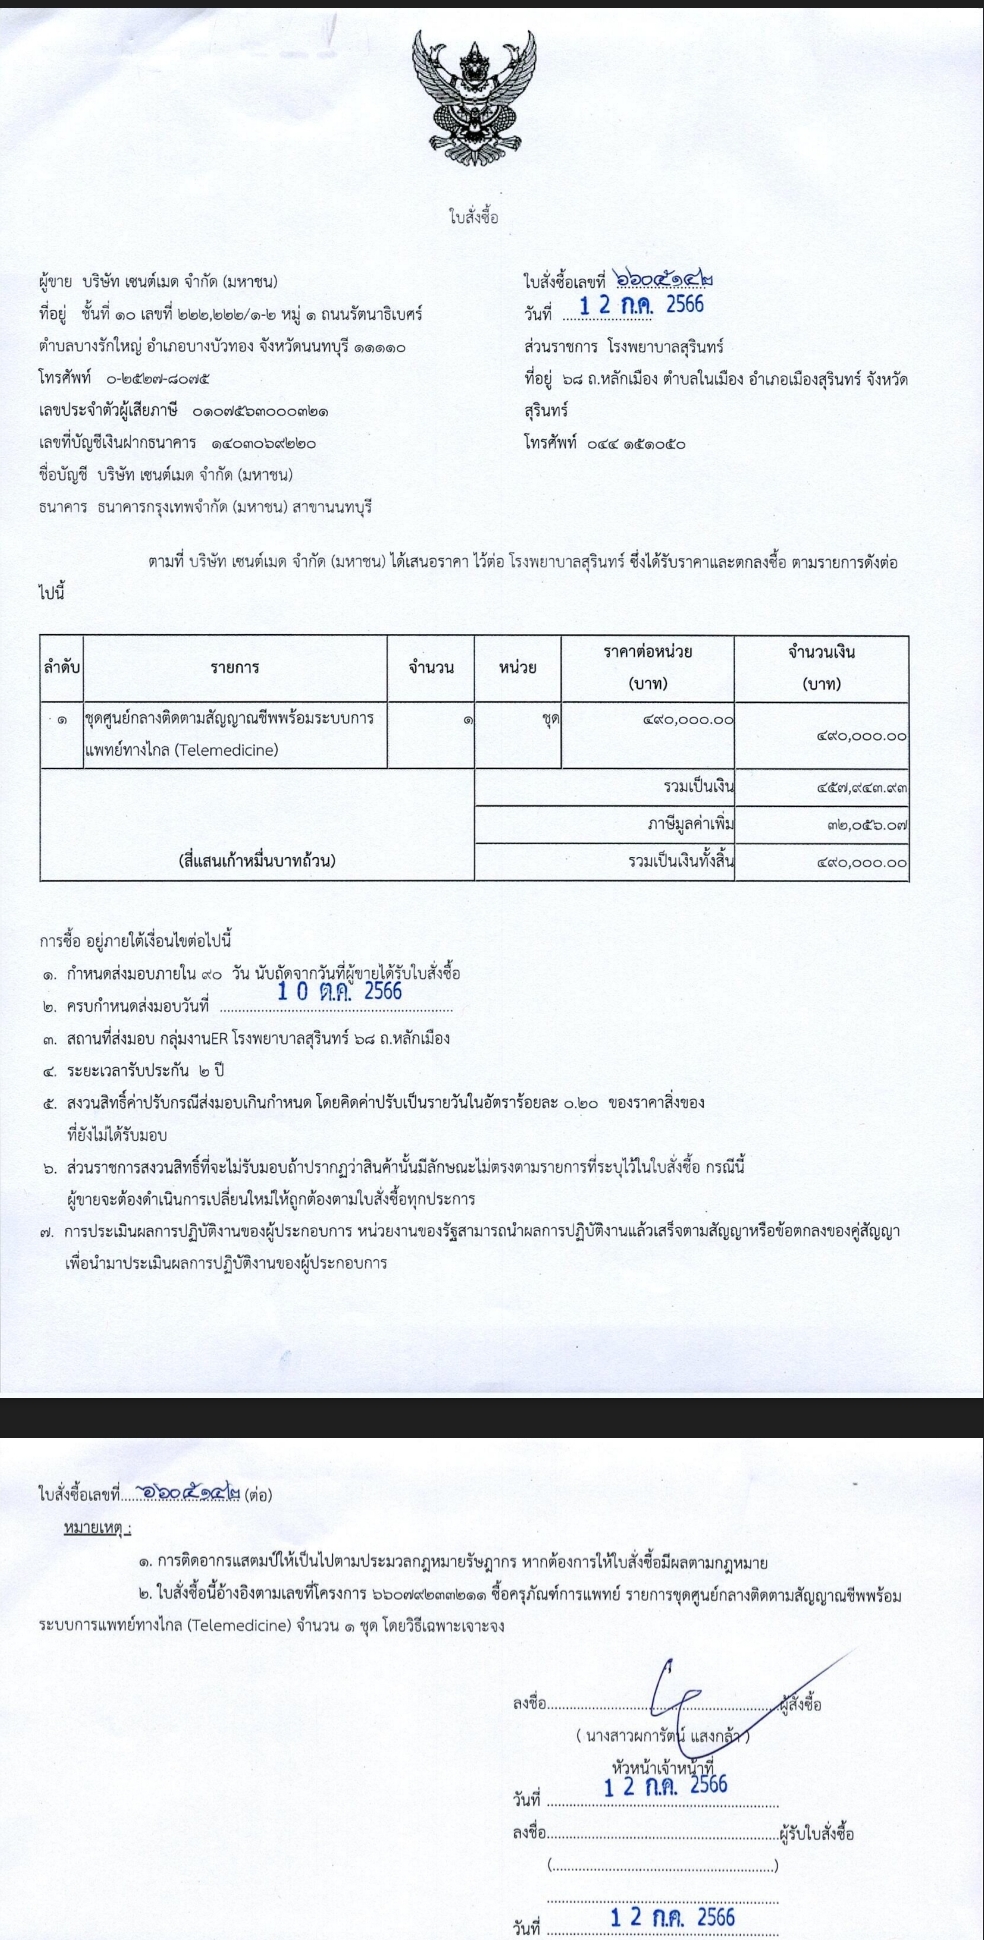 ใบสั่งซื้อ
ผู้ขาย บริษัท เซนต์เมด จำกัด (มหาชน)
ที่อยู่ ชั้นที่ ๑๐ เลขที่ ๒๒๒,๒๒๒/๑-๒ หมู่ ๑ ถนนรัตนาธิเบศร์
ตำบลบางรักใหญ่ อำเภอบางบัวทอง จังหวัดนนทบุรี ๑๑๑๑๐
โทรศัพท์ ๐-๒๕๒๗-๘๐๗๕
เลขประจำตัวผู้เสียภาษี ๐๑๐๗๕๖๓๐๐๐๓๒๑
เลขที่บัญชีเงินฝากธนาคาร ๑๔๐๓๐๖๙๒๒๐
ชื่อบัญชี บริษัท เซนต์เมด จำกัด (มหาชน)
ธนาคาร ธนาคารกรุงเทพจำกัด (มหาชน) สาขานนทบุรี
ใบสั่งซื้อเลขที่ ๖๖๐๕๑๔๒
วันที่ 12 ก.ค. 2566
ส่วนราชการ โรงพยาบาลสุรินทร์
ที่อยู่ ๖๘ ถ.หลักเมือง ตำบลในเมือง อำเภอเมืองสุรินทร์ จังหวัด
สุรินทร์
โทรศัพท์ ๐๔๔ ๑๕๑๐๕๐
ตามที่ บริษัท เซนต์เมด จำกัด (มหาชน) ได้เสนอราคา ไว้ต่อ โรงพยาบาลสุรินทร์ ซึ่งได้รับราคาและตกลงซื้อ ตามรายการดังต่อ
ไปนี้
ลำดับ รายการ จำนวน หน่วย ราคาต่อหน่วย (บาท) จำนวนเงิน (บาท)
๑ ชุดศูนย์กลางติดตามสัญญาณชีพพร้อมระบบการ ๑ ชุด ๔๙๐,๐๐๐.๐๐ ๔๙๐,๐๐๐.๐๐
แพทย์ทางไกล (Telemedicine)
รวมเป็นเงิน ๔๕๗,๙๔๓.๙๓
ภาษีมูลค่าเพิ่ม ๓๒,๐๕๖.๐๗
(สี่แสนเก้าหมื่นบาทถ้วน) รวมเป็นเงินทั้งสิ้น ๔๙๐,๐๐๐.๐๐
การซื้อ อยู่ภายใต้เงื่อนไขต่อไปนี้
๑. กำหนดส่งมอบภายใน ๙๐ วัน นับถัดจากวันที่ผู้ขายได้รับใบสั่งซื้อ
๒. ครบกำหนดส่งมอบวันที่ 10 ต.ค. 2566
๓. สถานที่ส่งมอบ กลุ่มงานER โรงพยาบาลสุรินทร์ ๖๘ ถ.หลักเมือง
๔. ระยะเวลารับประกัน ๒ ปี
๕. สงวนสิทธิ์ค่าปรับกรณีส่งมอบเกินกำหนด โดยคิดค่าปรับเป็นรายวันในอัตราร้อยละ ๐.๒๐ ของราคาสิ่งของ
ที่ยังไม่ได้รับมอบ
๖. ส่วนราชการสงวนสิทธิ์ที่จะไม่รับมอบถ้าปรากฏว่าสินค้านั้นมีลักษณะไม่ตรงตามรายการที่ระบุไว้ในใบสั่งซื้อ กรณีนี้
ผู้ขายจะต้องดำเนินการเปลี่ยนใหม่ให้ถูกต้องตามใบสั่งซื้อทุกประการ
๗. การประเมินผลการปฏิบัติงานของผู้ประกอบการ หน่วยงานของรัฐสามารถนำผลการปฏิบัติงานแล้วเสร็จตามสัญญาหรือข้อตกลงของคู่สัญญา
เพื่อนำมาประเมินผลการปฏิบัติงานของผู้ประกอบการ
ใบสั่งซื้อเลขที่ ๖๖๐๕๑๔๒ (ต่อ)
หมายเหตุ :
๑. การติดอากรแสตมป์ให้เป็นไปตามประมวลกฎหมายรัษฎากร หากต้องการให้ใบสั่งซื้อมีผลตามกฎหมาย
๒. ใบสั่งซื้อนี้อ้างอิงตามเลขที่โครงการ ๖๖๐๗๙๒๓๓๒๑๑ ซื้อครุภัณฑ์การแพทย์ รายการชุดศูนย์กลางติดตามสัญญาณชีพพร้อม
ระบบการแพทย์ทางไกล (Telemedicine) จำนวน ๑ ชุด โดยวิธีเฉพาะเจาะจง
ลงชื่อ ผู้สั่งซื้อ
( นางสาวผการัตน์ แสงกล้า )
หัวหน้าเจ้าหน้าที่
วันที่ 12 ก.ค. 2566
ลงชื่อ ผู้รับใบสั่งซื้อ
( )
วันที่ 12 ก.ค. 2566